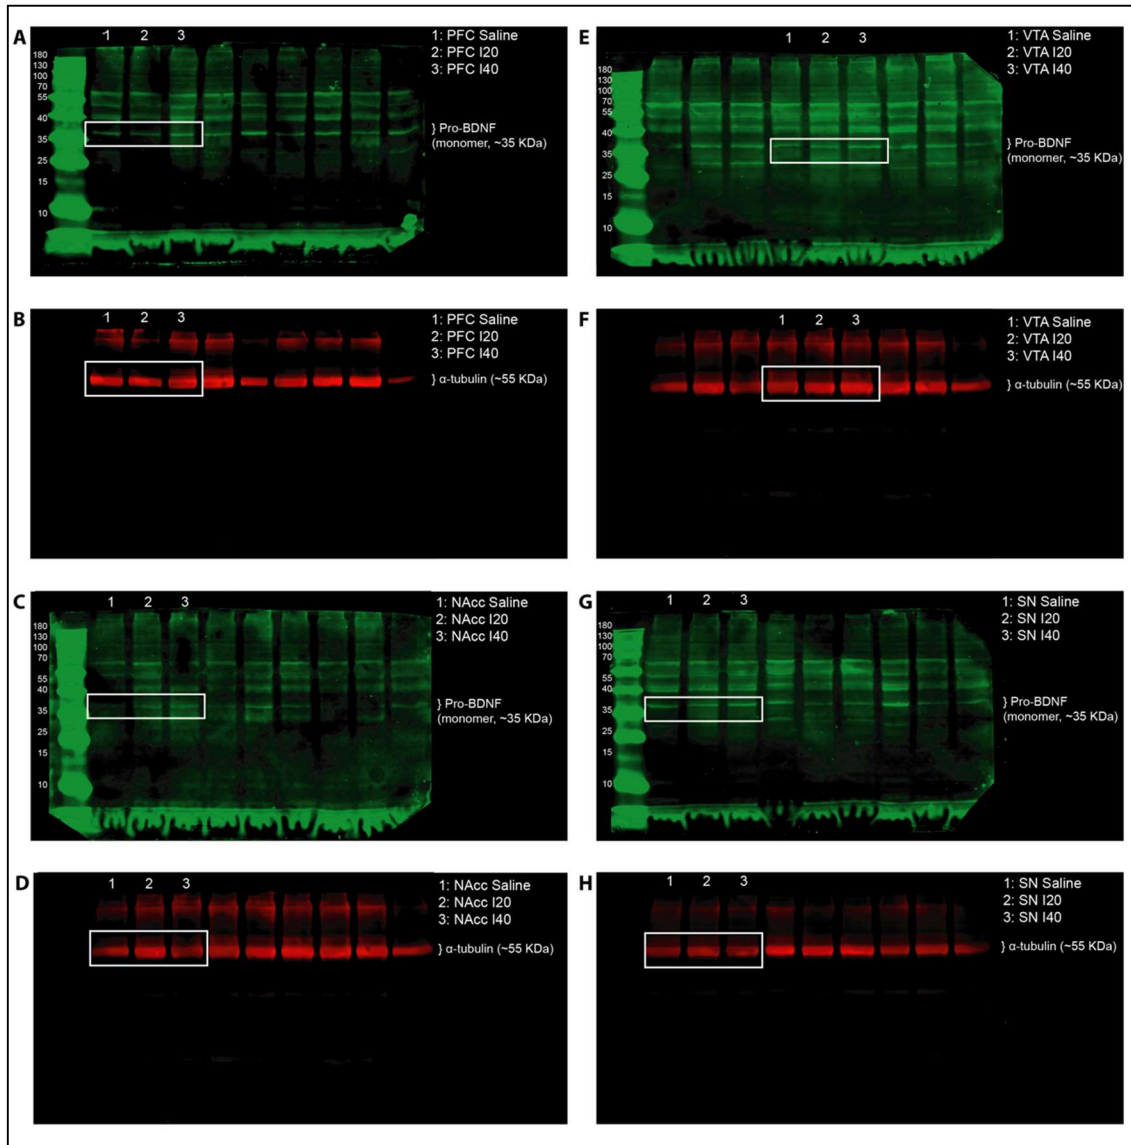 A
1 2 3
1: PFC Saline
2: PFC I20
3: PFC I40
180
130
100
70
55
40
35
25
15
10
} Pro-BDNF
(monomer, ~35 KDa)
E
1 2 3
1: VTA Saline
2: VTA I20
3: VTA I40
180
130
100
70
55
40
35
25
15
10
} Pro-BDNF
(monomer, ~35 KDa)
B
1 2 3
1: PFC Saline
2: PFC I20
3: PFC I40
} α-tubulin (~55 KDa)
F
1 2 3
1: VTA Saline
2: VTA I20
3: VTA I40
} α-tubulin (~55 KDa)
C
1 2 3
1: NAcc Saline
2: NAcc I20
3: NAcc I40
180
130
100
70
55
40
35
25
15
10
} Pro-BDNF
(monomer, ~35 KDa)
G
1 2 3
1: SN Saline
2: SN I20
3: SN I40
180
130
100
70
55
40
35
25
15
10
} Pro-BDNF
(monomer, ~35 KDa)
D
1 2 3
1: NAcc Saline
2: NAcc I20
3: NAcc I40
} α-tubulin (~55 KDa)
H
1 2 3
1: SN Saline
2: SN I20
3: SN I40
} α-tubulin (~55 KDa)